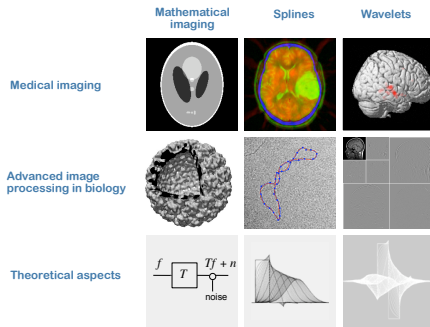 Mathematical
imaging
Splines
Wavelets
Medical imaging
Advanced image
processing in biology
Theoretical aspects
f
T
Tf + n
noise